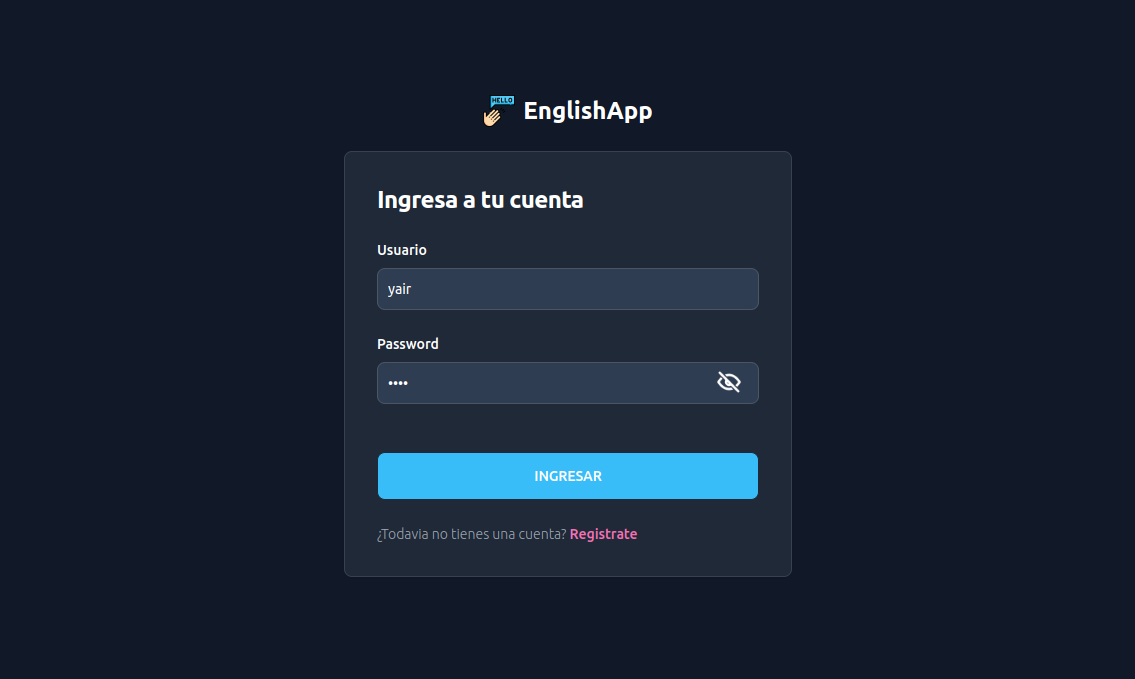 HELLO
EnglishApp
Ingresa a tu cuenta
Usuario
yair
Password
••••
INGRESAR
¿Todavia no tienes una cuenta? Registrate